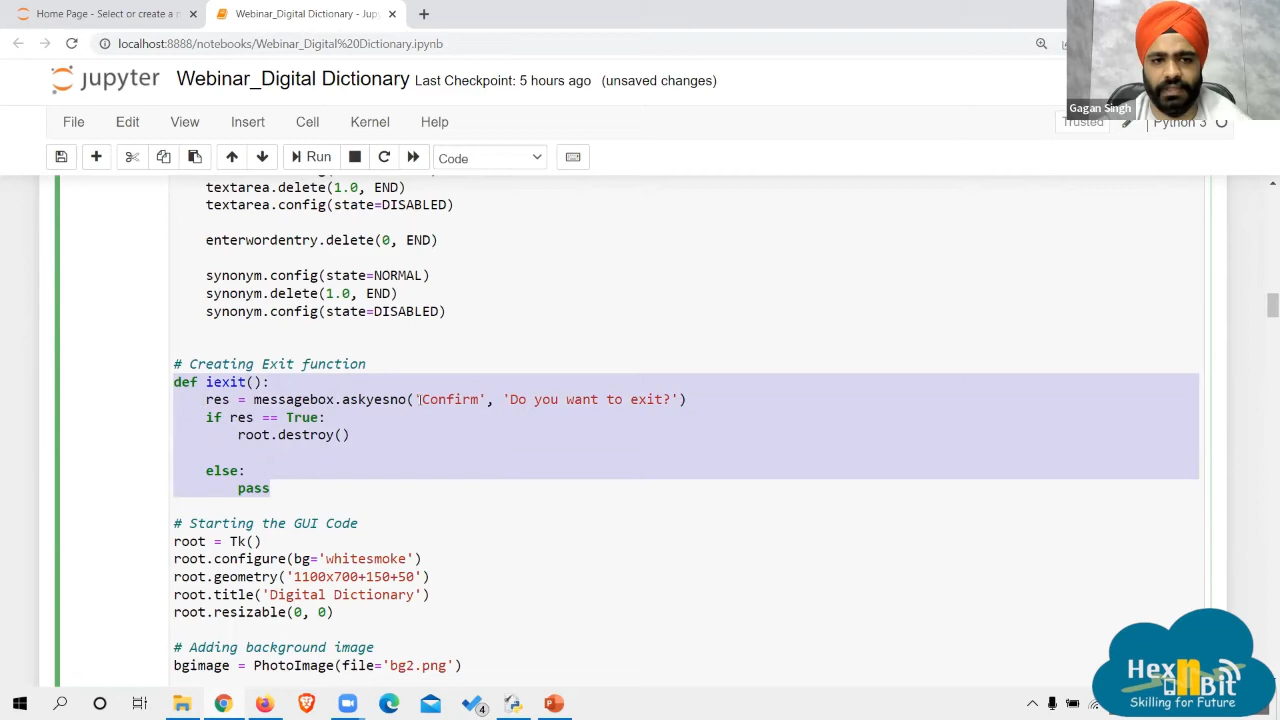 Home Page - Select or create a n
Webinar_Digital Dictionary - Jup
localhost:8888/notebooks/Webinar_Digital%20Dictionary.ipynb
jupyter Webinar_Digital Dictionary Last Checkpoint: 5 hours ago (unsaved changes)
Gagan Singh
File Edit View Insert Cell Kernel Help
Trusted Python 3
Run Code
textarea.delete(1.0, END)
textarea.config(state=DISABLED)
enterwordentry.delete(0, END)
synonym.config(state=NORMAL)
synonym.delete(1.0, END)
synonym.config(state=DISABLED)
# Creating Exit function
def iexit():
res = messagebox.askyesno('Confirm', 'Do you want to exit?')
if res == True:
root.destroy()
else:
pass
# Starting the GUI Code
root = Tk()
root.configure(bg='whitesmoke')
root.geometry('1100x700+150+50')
root.title('Digital Dictionary')
root.resizable(0, 0)
# Adding background image
bgimage = PhotoImage(file='bg2.png')
HexnBit
Skilling for Future
4
4